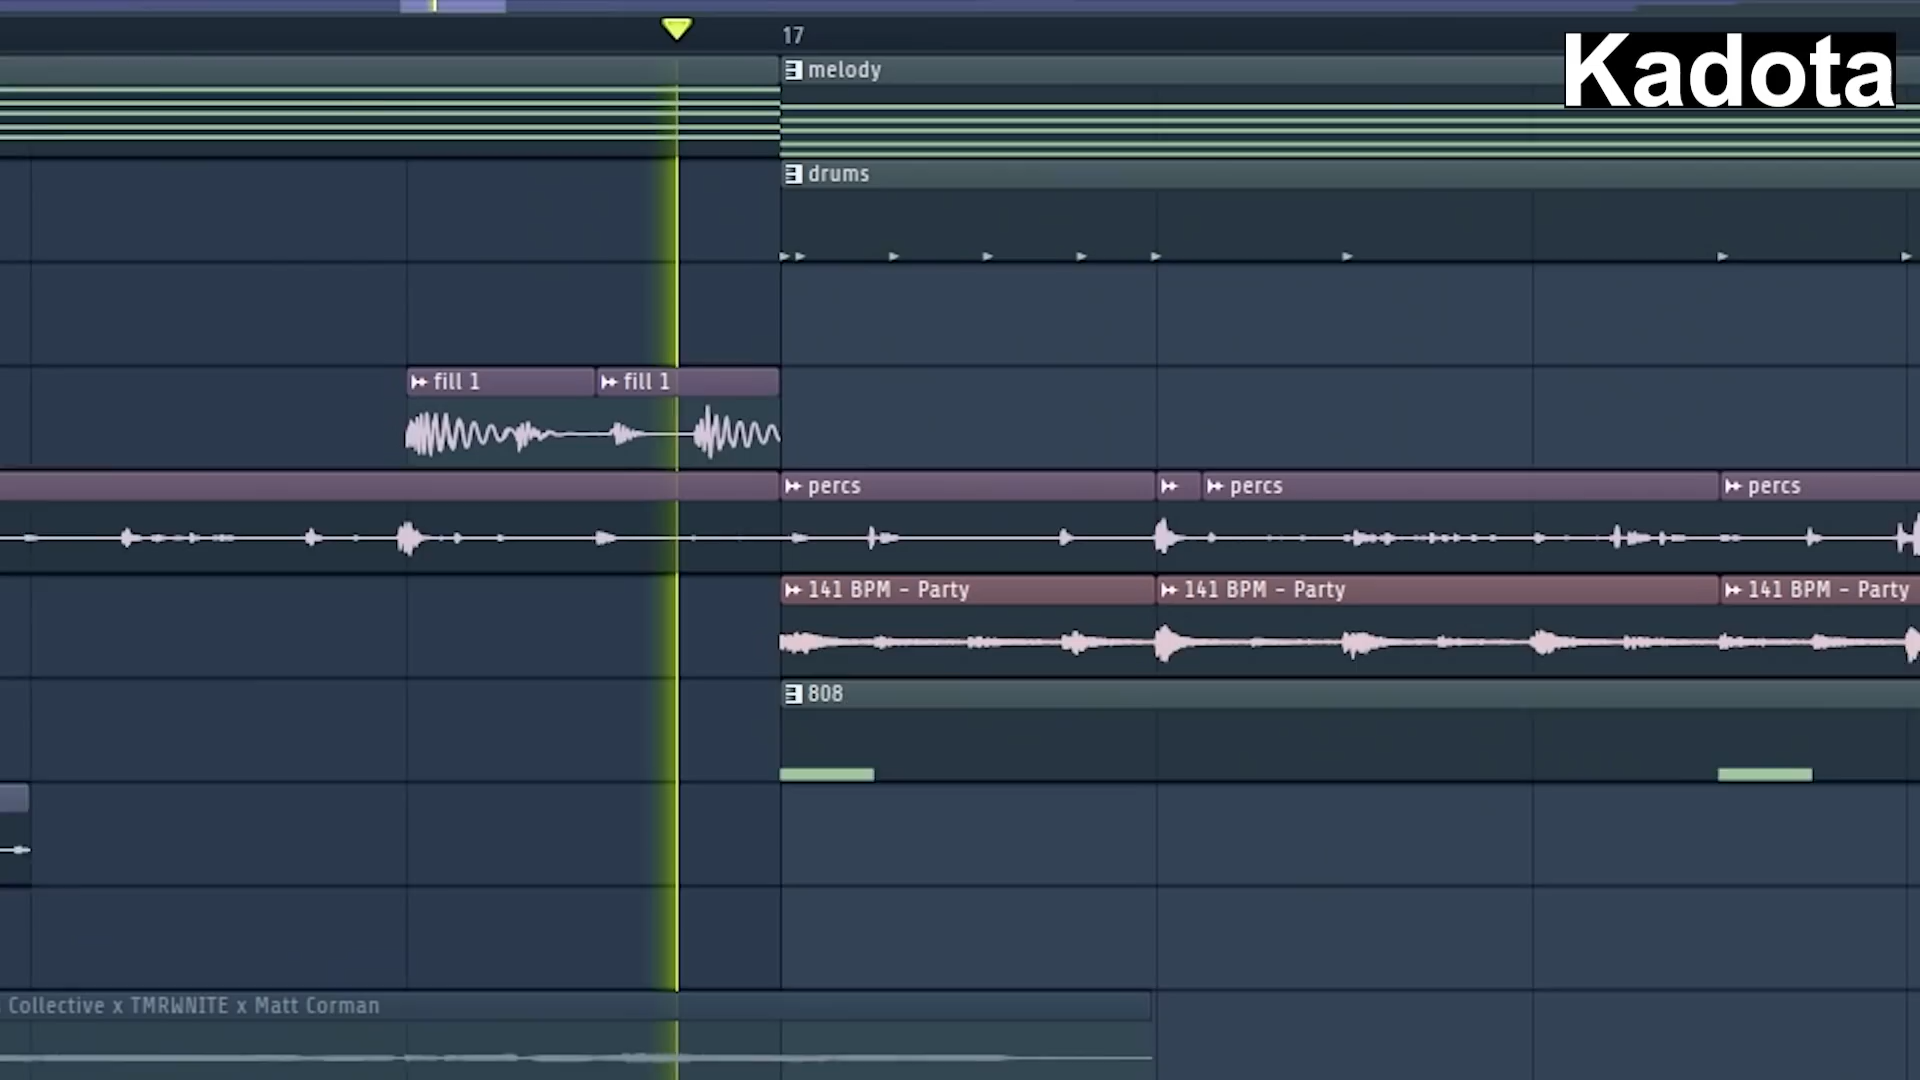 17
Kadota
melody
drums
fill 1
fill 1
percs
percs
percs
141 BPM - Party
141 BPM - Party
141 BPM - Party
808
Collective x TMRWNITE x Matt Corman